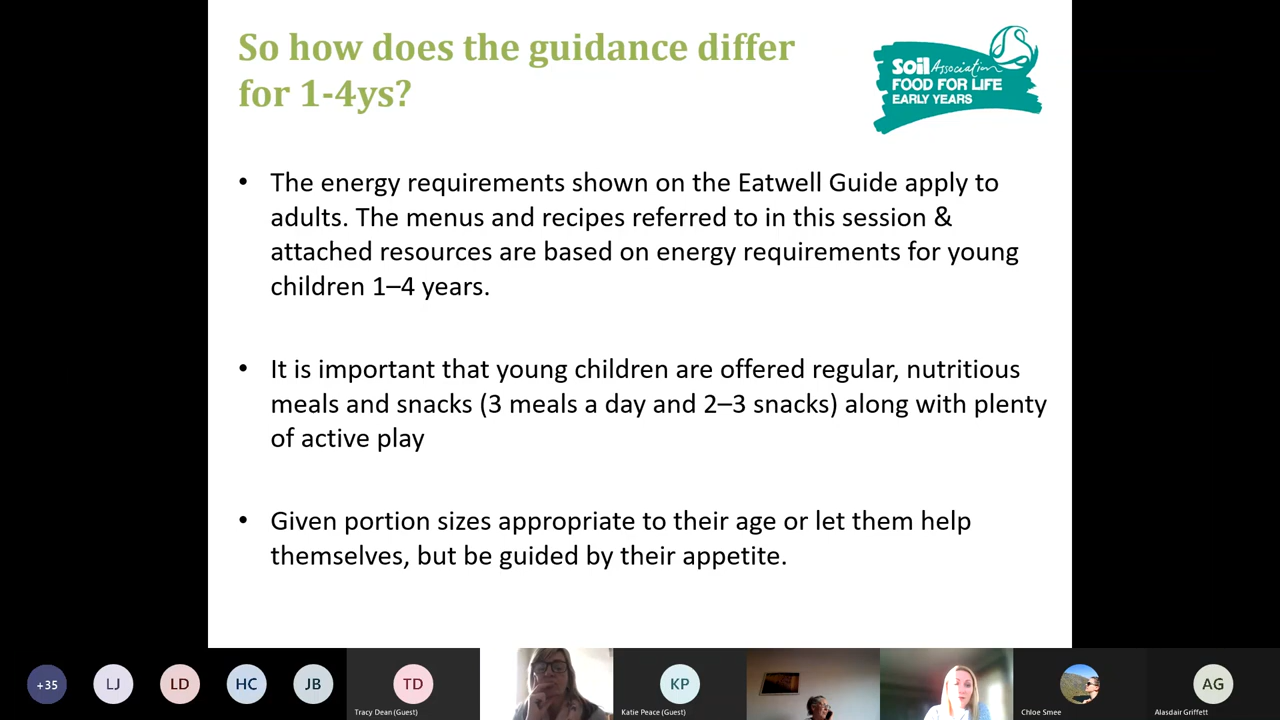 So how does the guidance differ
for 1-4ys?
Soil Association
FOOD FOR LIFE
EARLY YEARS
• The energy requirements shown on the Eatwell Guide apply to
adults. The menus and recipes referred to in this session &
attached resources are based on energy requirements for young
children 1–4 years.
• It is important that young children are offered regular, nutritious
meals and snacks (3 meals a day and 2–3 snacks) along with plenty
of active play
• Given portion sizes appropriate to their age or let them help
themselves, but be guided by their appetite.
+35
LJ
LD
HC
JB
TD
Tracy Dean (Guest)
KP
Katie Peace (Guest)
Chloe Smee
AG
Alasdair Griffett